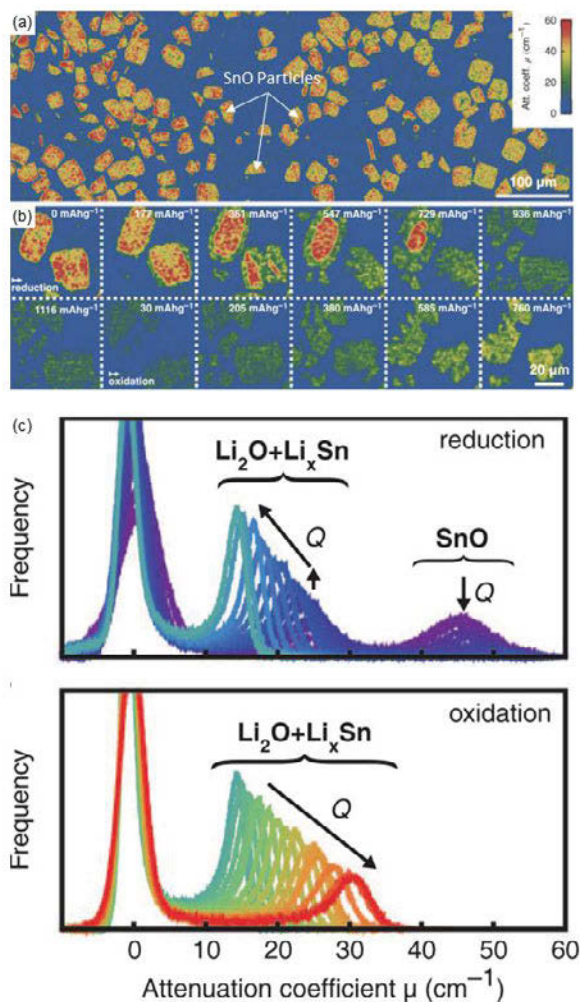 (a)
SnO Particles
Att. coeff. μ (cm⁻¹)
60
40
20
0
100 μm
(b)
0 mAhg⁻¹
177 mAhg⁻¹
361 mAhg⁻¹
547 mAhg⁻¹
729 mAhg⁻¹
936 mAhg⁻¹
reduction
1116 mAhg⁻¹
30 mAhg⁻¹
205 mAhg⁻¹
380 mAhg⁻¹
585 mAhg⁻¹
760 mAhg⁻¹
oxidation
20 μm
(c)
reduction
Li₂O+LiₓSn
SnO
Q
Q
Frequency
oxidation
Li₂O+LiₓSn
Q
Frequency
0 10 20 30 40 50 60
Attenuation coefficient μ (cm⁻¹)